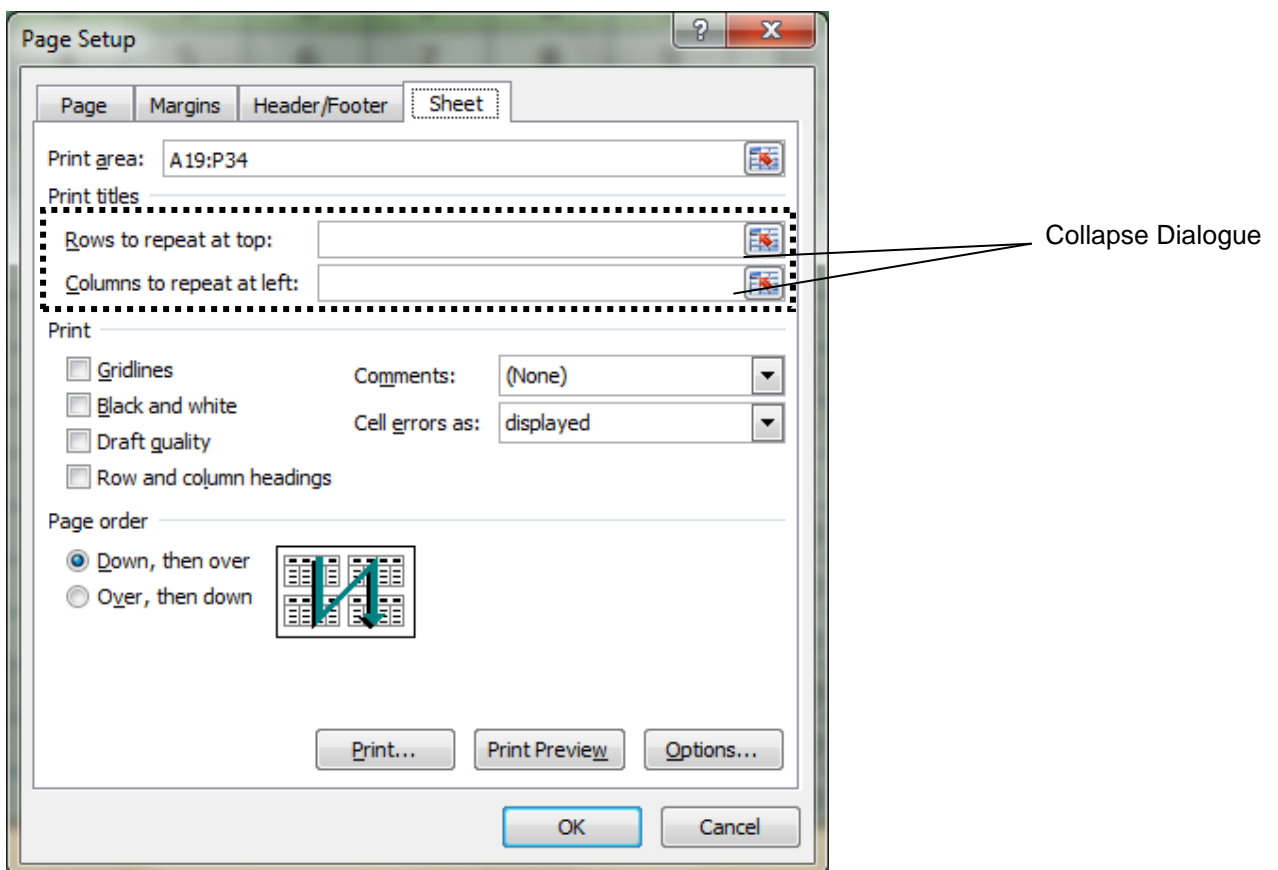 Page Setup
Page Margins Header/Footer Sheet
Print area: A19:P34
Print titles
Rows to repeat at top:
Columns to repeat at left:
Collapse Dialogue
Print
Gridlines
Black and white
Draft quality
Row and column headings
Comments: (None)
Cell errors as: displayed
Page order
Down, then over
Over, then down
Print... Print Preview Options...
OK Cancel